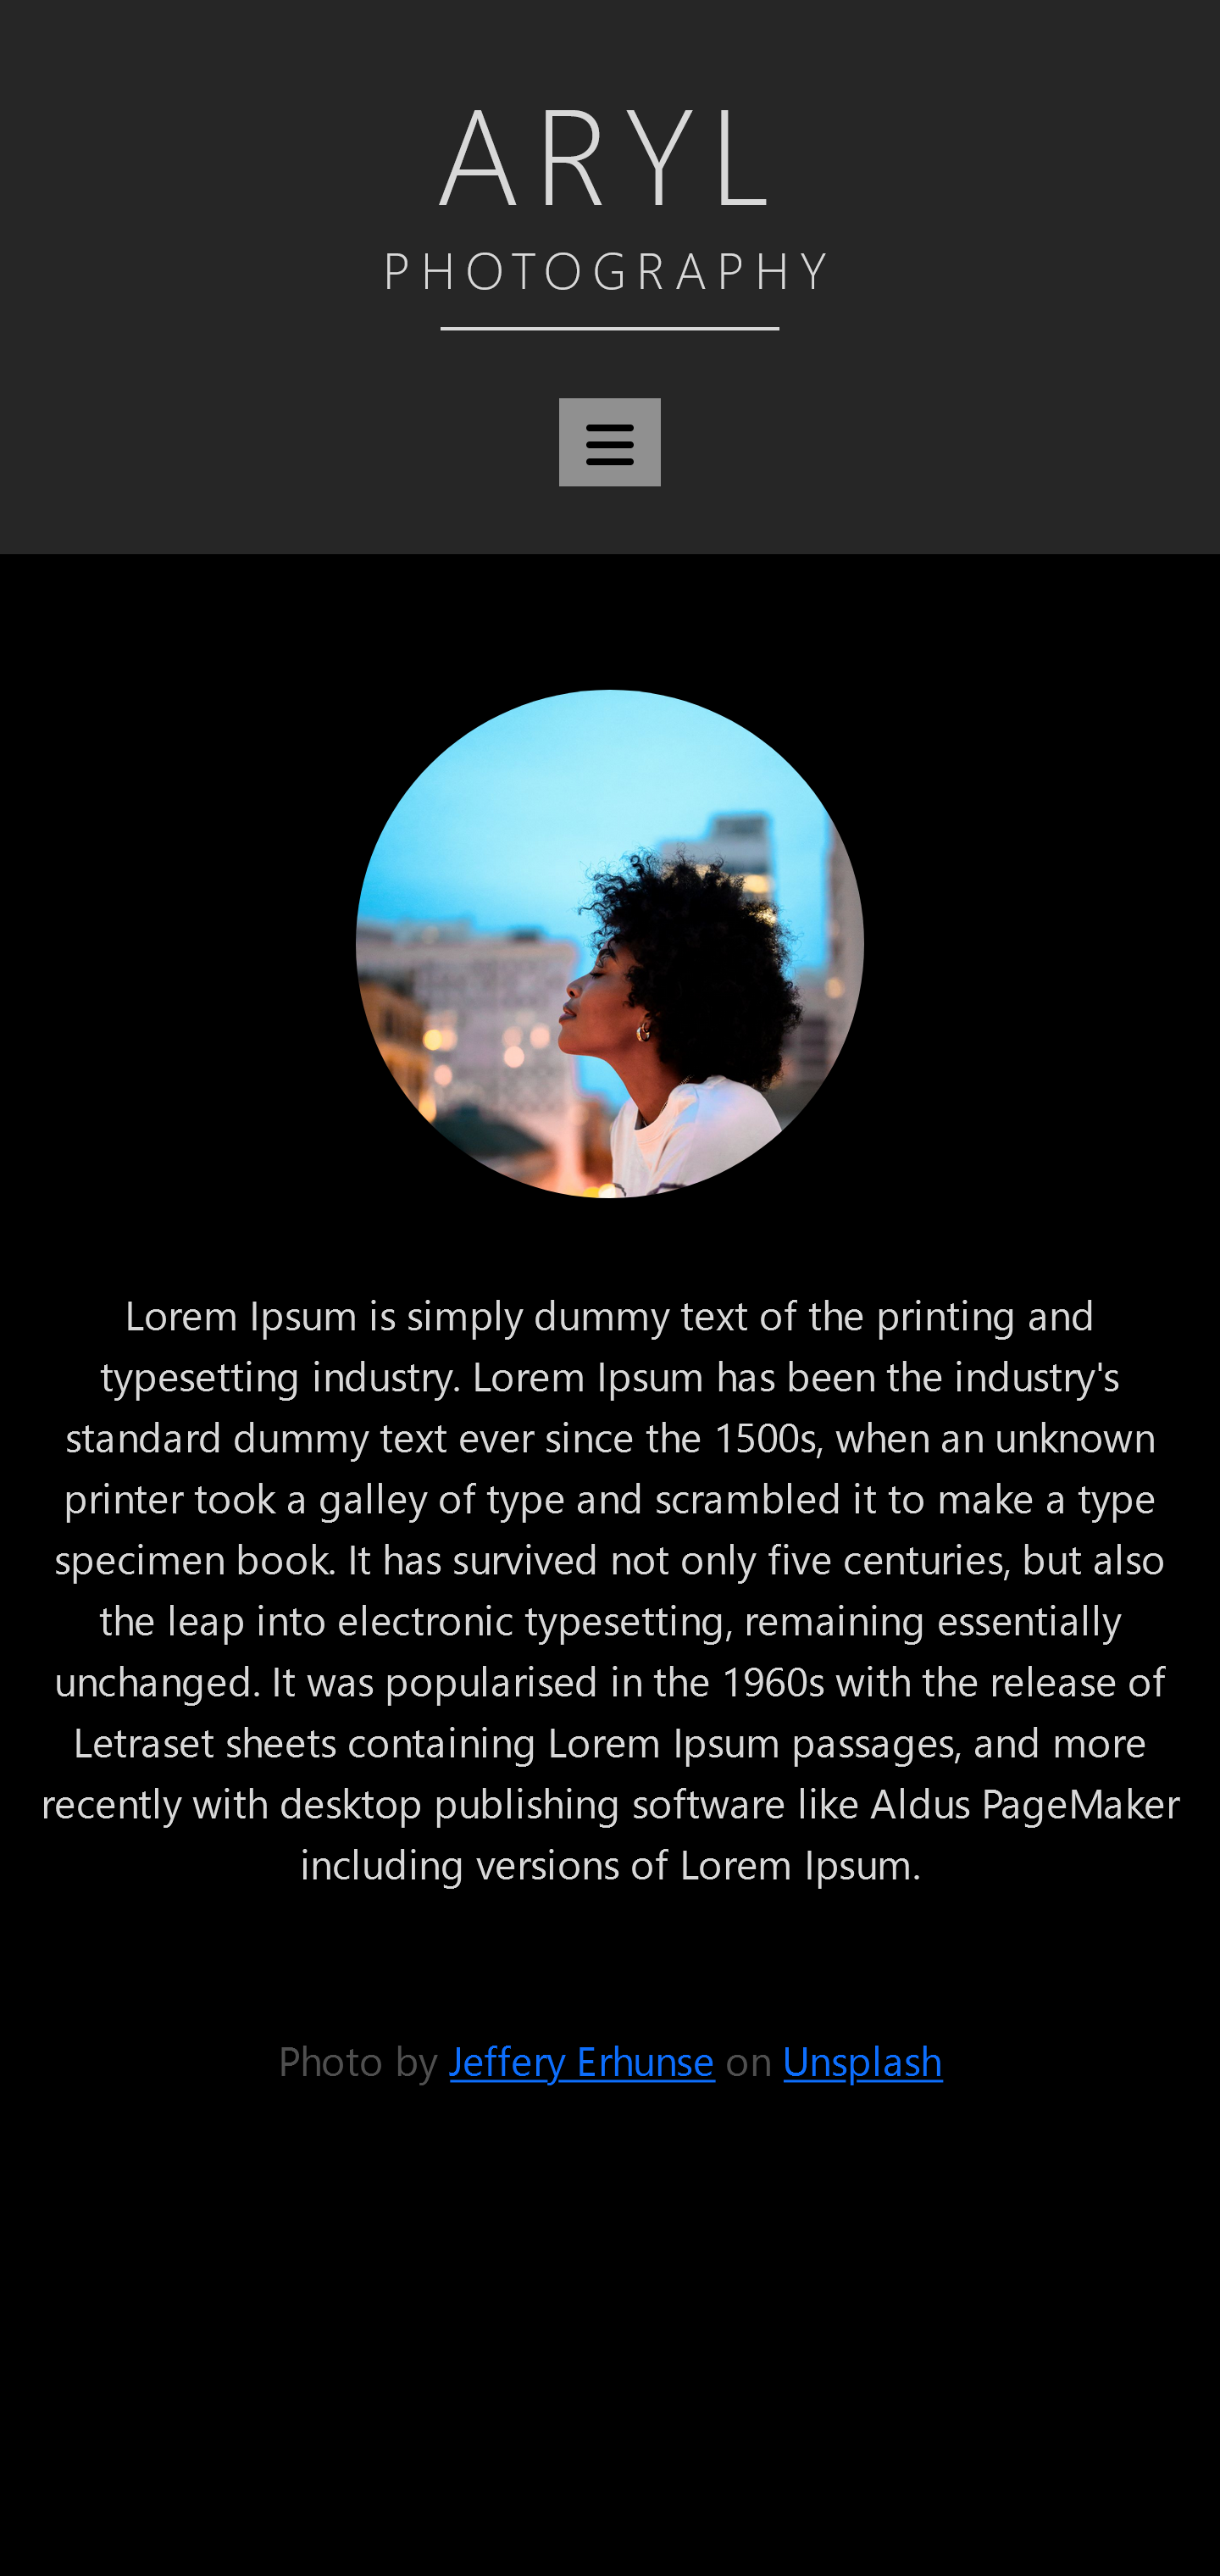 ARYL
PHOTOGRAPHY
Lorem Ipsum is simply dummy text of the printing and
typesetting industry. Lorem Ipsum has been the industry's
standard dummy text ever since the 1500s, when an unknown
printer took a galley of type and scrambled it to make a type
specimen book. It has survived not only five centuries, but also
the leap into electronic typesetting, remaining essentially
unchanged. It was popularised in the 1960s with the release of
Letraset sheets containing Lorem Ipsum passages, and more
recently with desktop publishing software like Aldus PageMaker
including versions of Lorem Ipsum.
Photo by Jeffery Erhunse on Unsplash